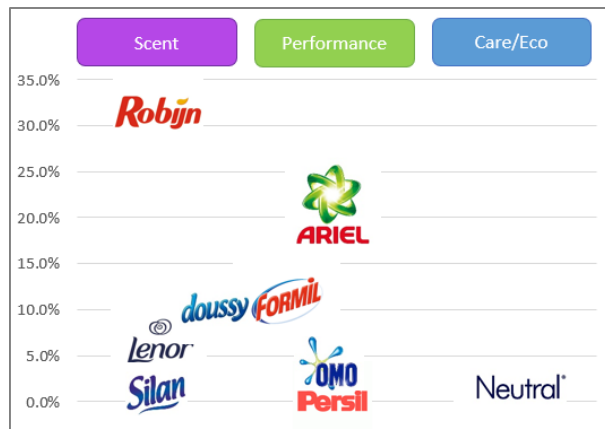 Scent Performance Care/Eco
35.0%
Robijn
30.0%
25.0%
20.0%
ARIEL
15.0%
10.0%
doussy FORMIL
5.0%
Lenor
OMO
Silan
Neutral®
0.0%
Persil